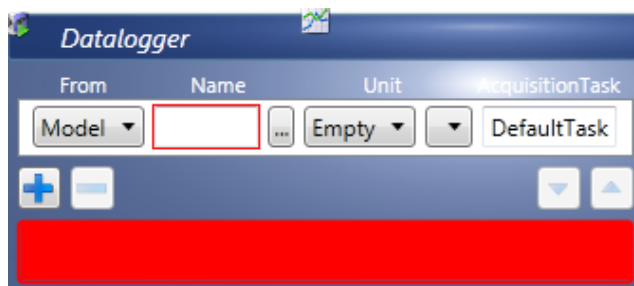 Datalogger
From Name Unit AcquisitionTask
Model ... Empty DefaultTask